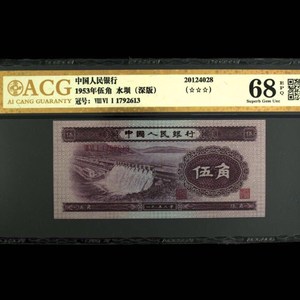 ACG
AI CANG GUARANTY
中国人民银行
1953年伍角 水坝（深版）
冠号：VIII VI I 1792613
20124028
(☆☆☆)
68
EPQ
Superb Gem Unc
中国人民银行
伍角